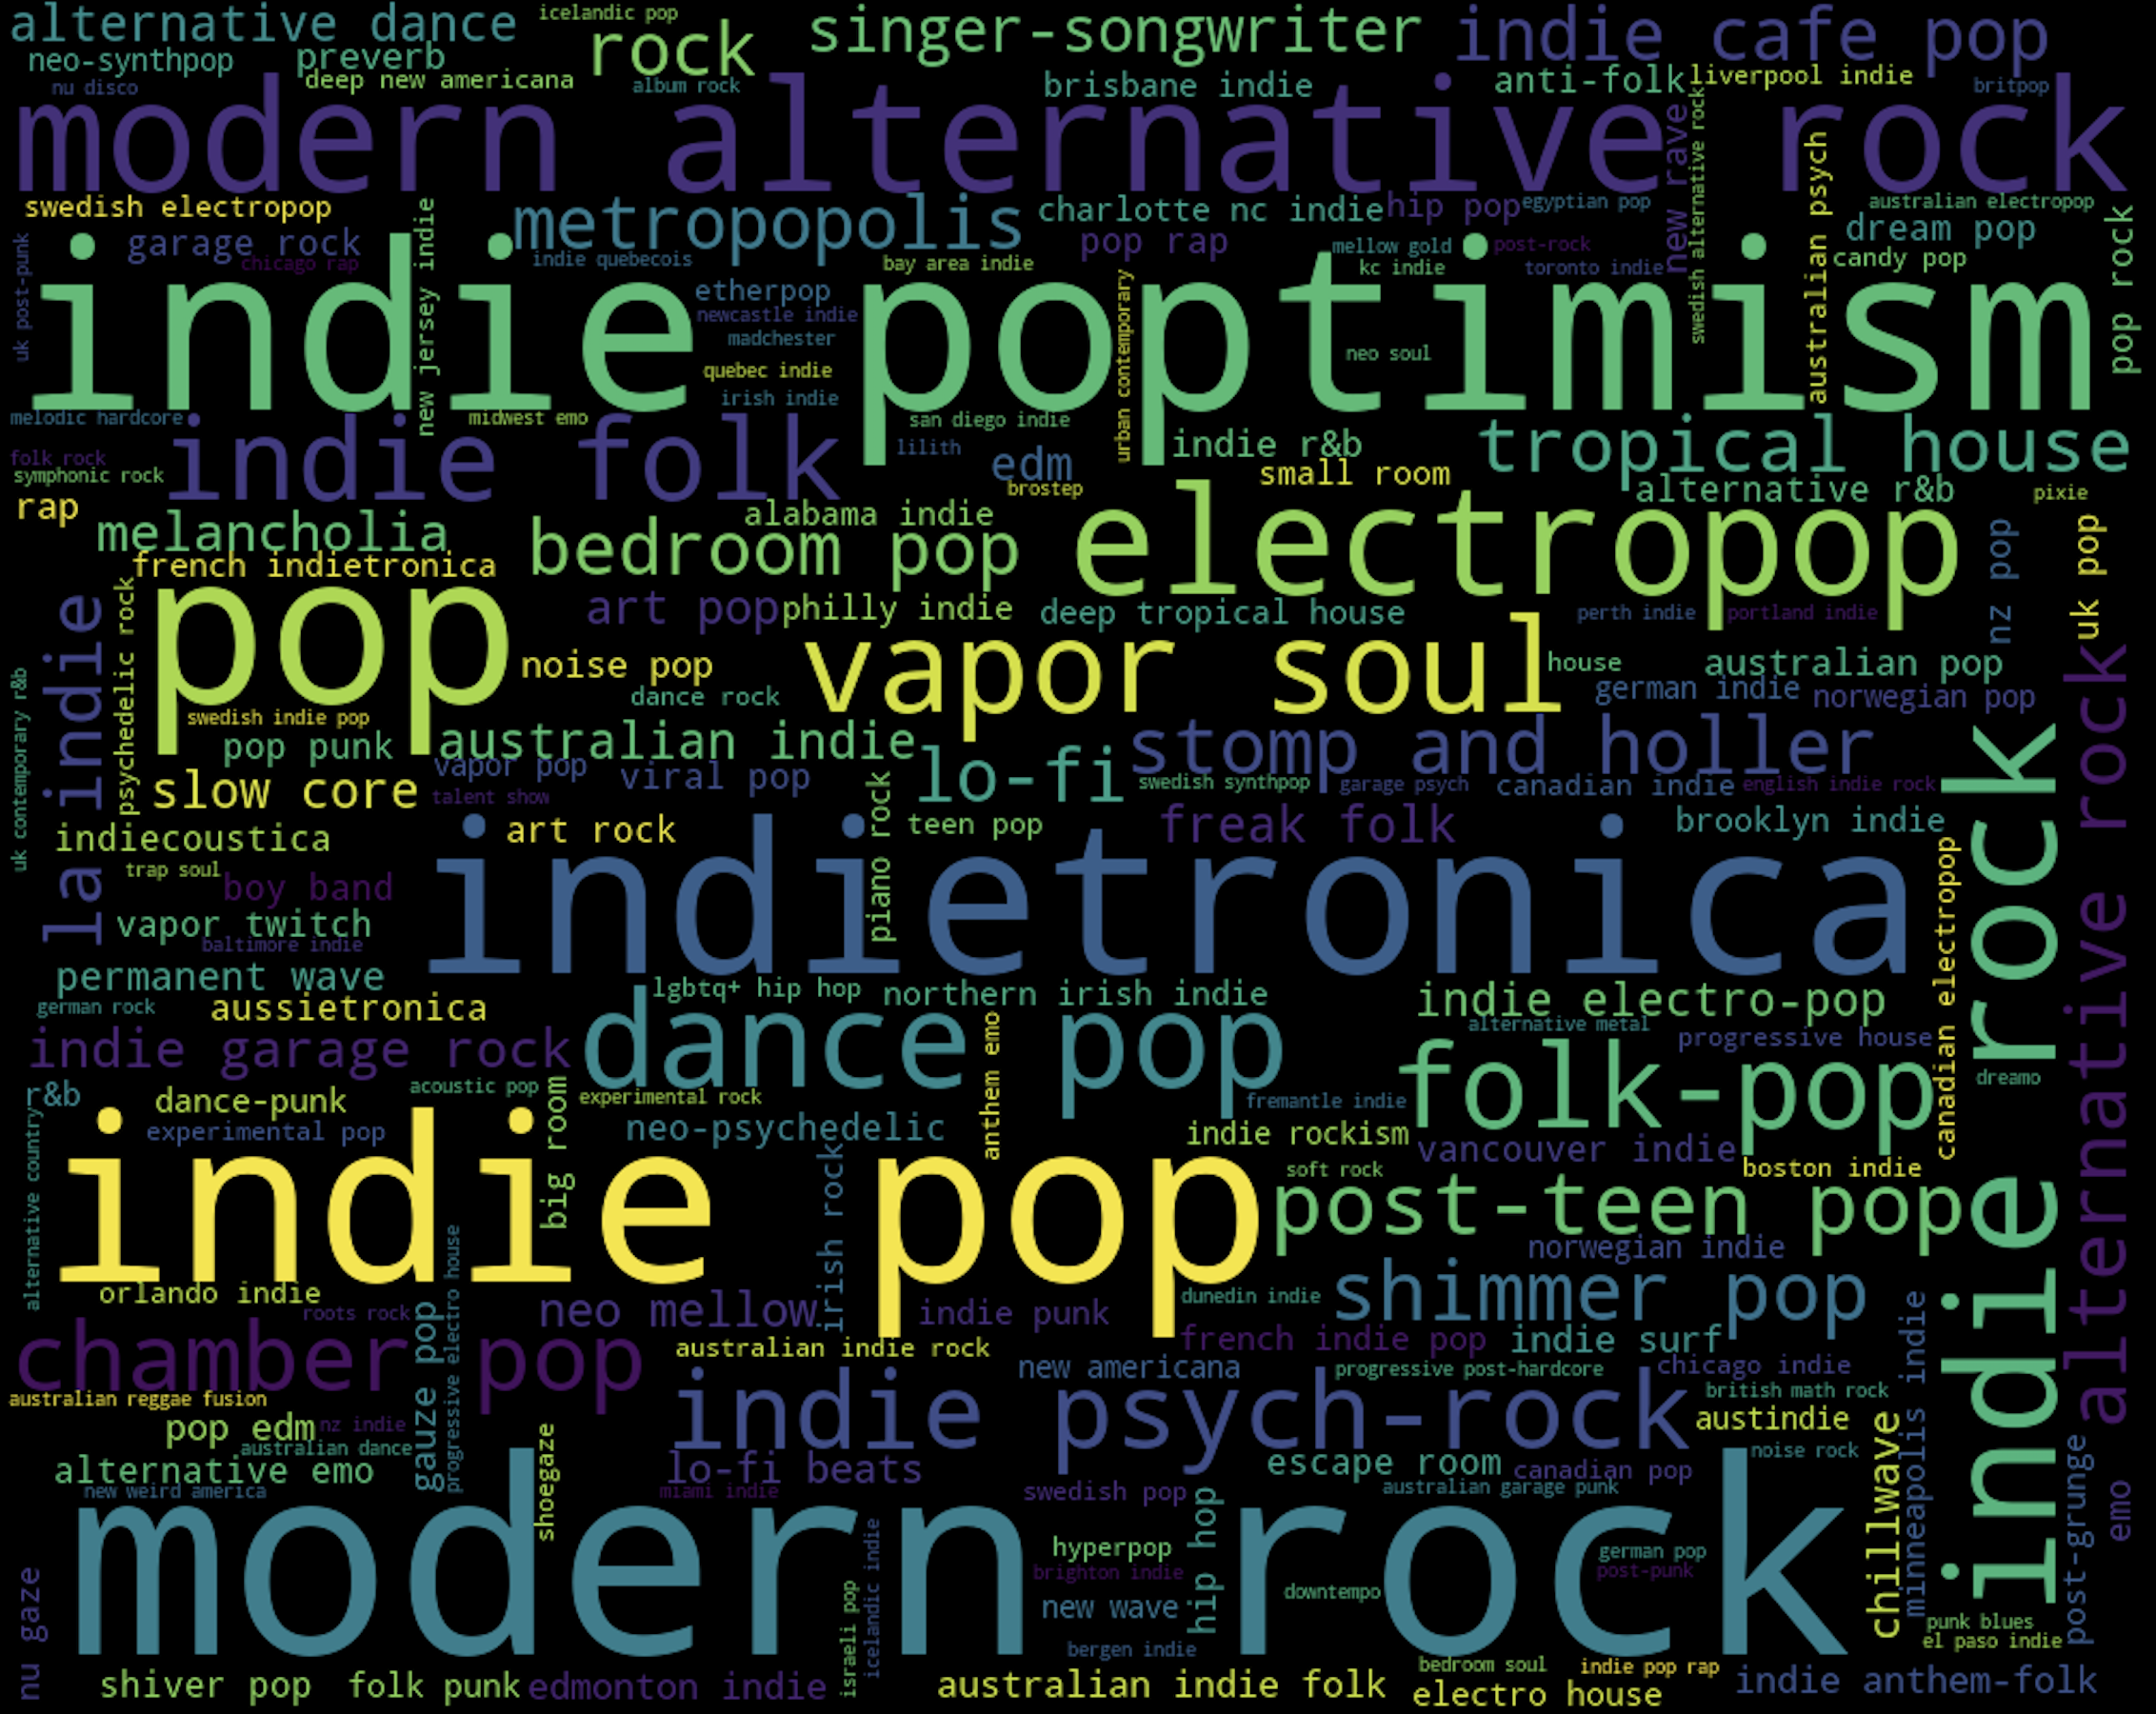 alternative dance
icelandic pop
rock
singer-songwriter
indie cafe pop
neo-synthpop
preverb
nu disco
deep new americana
album rock
brisbane indie
anti-folk
liverpool indie
britpop
modern alternative rock
new rave
swedish alternative rock
australian psych
swedish electropop
new jersey indie
metropopolis
charlotte nc indie
hip pop
egyptian pop
australian electropop
uk post-punk
garage rock
chicago rap
indie quebecois
bay area indie
pop rap
mellow gold
post-rock
kc indie
toronto indie
dream pop
candy pop
pop rock
indie poptimism
etherpop
newcastle indie
madchester
quebec indie
irish indie
urban contemporary
neo soul
melodic hardcore
midwest emo
san diego indie
folk rock
symphonic rock
indie folk
lilith
edm
brostep
indie r&b
small room
tropical house
alternative r&b
pixie
rap
melancholia
french indietronica
alabama indie
bedroom pop
electropop
nz pop
uk pop
la indie
psychedelic rock
pop
art pop
philly indie
deep tropical house
perth indie
portland indie
noise pop
dance rock
vapor soul
house
australian pop
german indie
norwegian pop
uk contemporary r&b
swedish indie pop
pop punk
australian indie
vapor pop
viral pop
talent show
lo-fi
stomp and holler
swedish synthpop
garage psych
canadian indie
english indie rock
slow core
indiecoustica
art rock
piano rock
teen pop
freak folk
brooklyn indie
trap soul
boy band
vapor twitch
baltimore indie
indietronica
canadian electropop
indie rock
alternative rock
permanent wave
german rock
aussietronica
lgbtq+ hip hop
northern irish indie
indie electro-pop
alternative metal
progressive house
indie garage rock
dance pop
anthem emo
folk-pop
dreamo
r&b
dance-punk
acoustic pop
experimental rock
fremantle indie
experimental pop
big room
neo-psychedelic
indie rockism
vancouver indie
soft rock
boston indie
alternative country
indie pop
irish rock
post-teen pop
norwegian indie
orlando indie
roots rock
gauze pop
progressive electro house
neo mellow
indie punk
dunedin indie
shimmer pop
chamber pop
australian indie rock
french indie pop
indie surf
new americana
progressive post-hardcore
chicago indie
minneapolis indie
australian reggae fusion
pop edm
nz indie
australian dance
indie psych-rock
british math rock
austindie
chillwave
alternative emo
new weird america
shoegaze
lo-fi beats
miami indie
swedish pop
escape room
canadian pop
noise rock
australian garage punk
post-grunge
emo
modern rock
nu gaze
israeli pop
icelandic indie
hyperpop
brighton indie
new wave
bergen indie
hip hop
downtempo
german pop
post-punk
punk blues
el paso indie
shiver pop
folk punk
edmonton indie
australian indie folk
bedroom soul
electro house
indie pop rap
indie anthem-folk